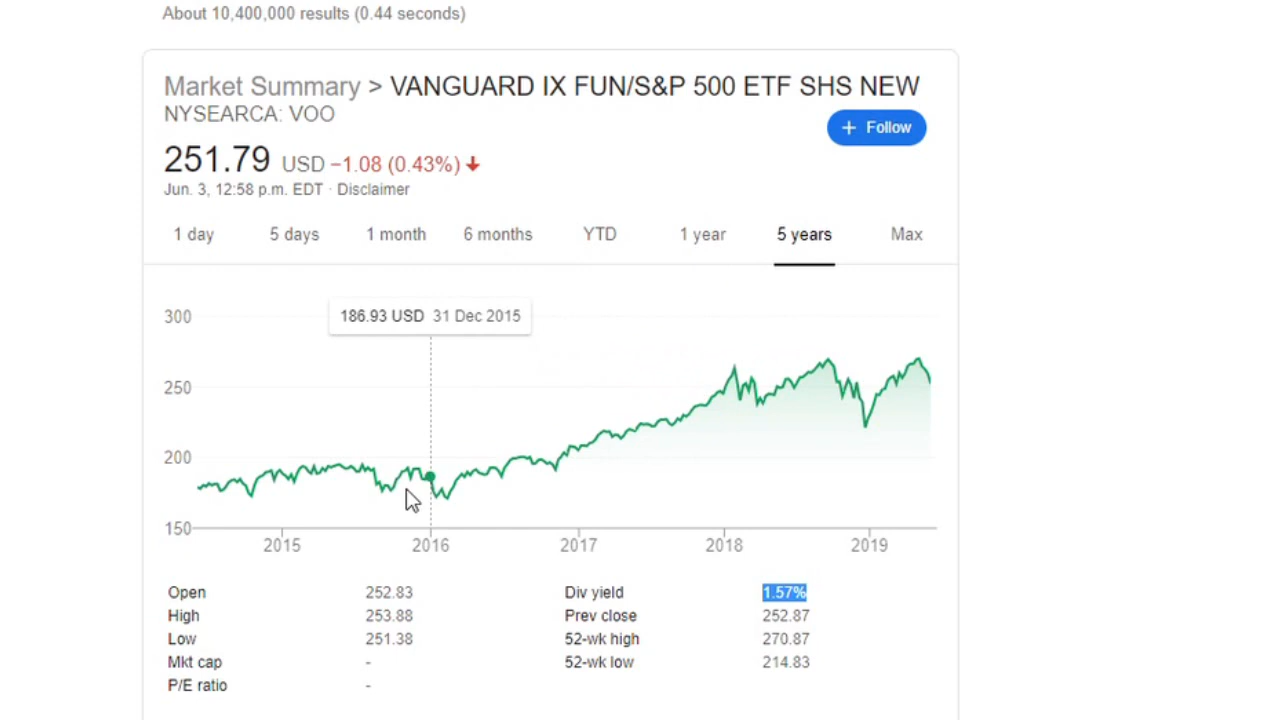 About 10,400,000 results (0.44 seconds)
Market Summary > VANGUARD IX FUN/S&P 500 ETF SHS NEW
NYSEARCA: VOO
+ Follow
251.79 USD −1.08 (0.43%) ↓
Jun. 3, 12:58 p.m. EDT · Disclaimer
1 day 5 days 1 month 6 months YTD 1 year 5 years Max
186.93 USD 31 Dec 2015
300
250
200
150
2015 2016 2017 2018 2019
Open 252.83 Div yield 1.57%
High 253.88 Prev close 252.87
Low 251.38 52-wk high 270.87
Mkt cap - 52-wk low 214.83
P/E ratio -